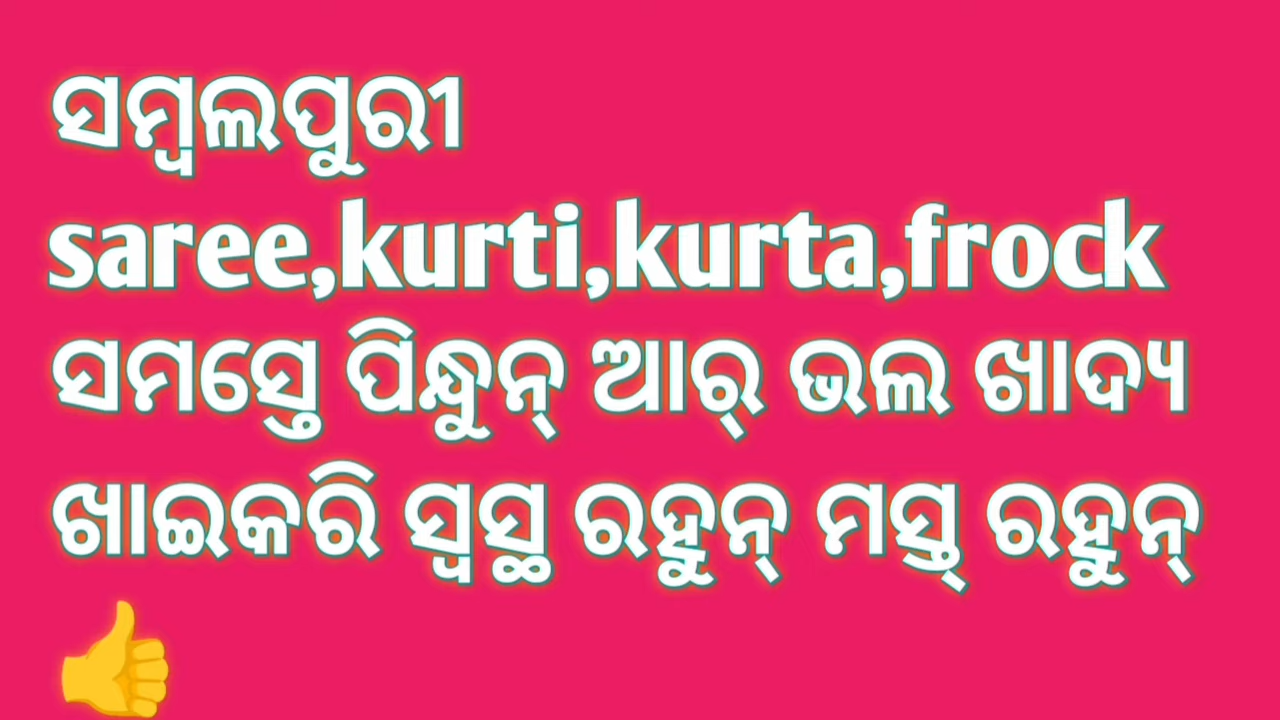 ସମ୍ବଲପୁରୀ
saree,kurti,kurta,frock
ସମସ୍ତେ ପିନ୍ଧୁନ୍ ଆର୍ ଭଲ ଖାଦ୍ୟ
ଖାଇକରି ସ୍ୱସ୍ଥ ରହୁନ୍ ମସ୍ତ୍ ରହୁନ୍
👍